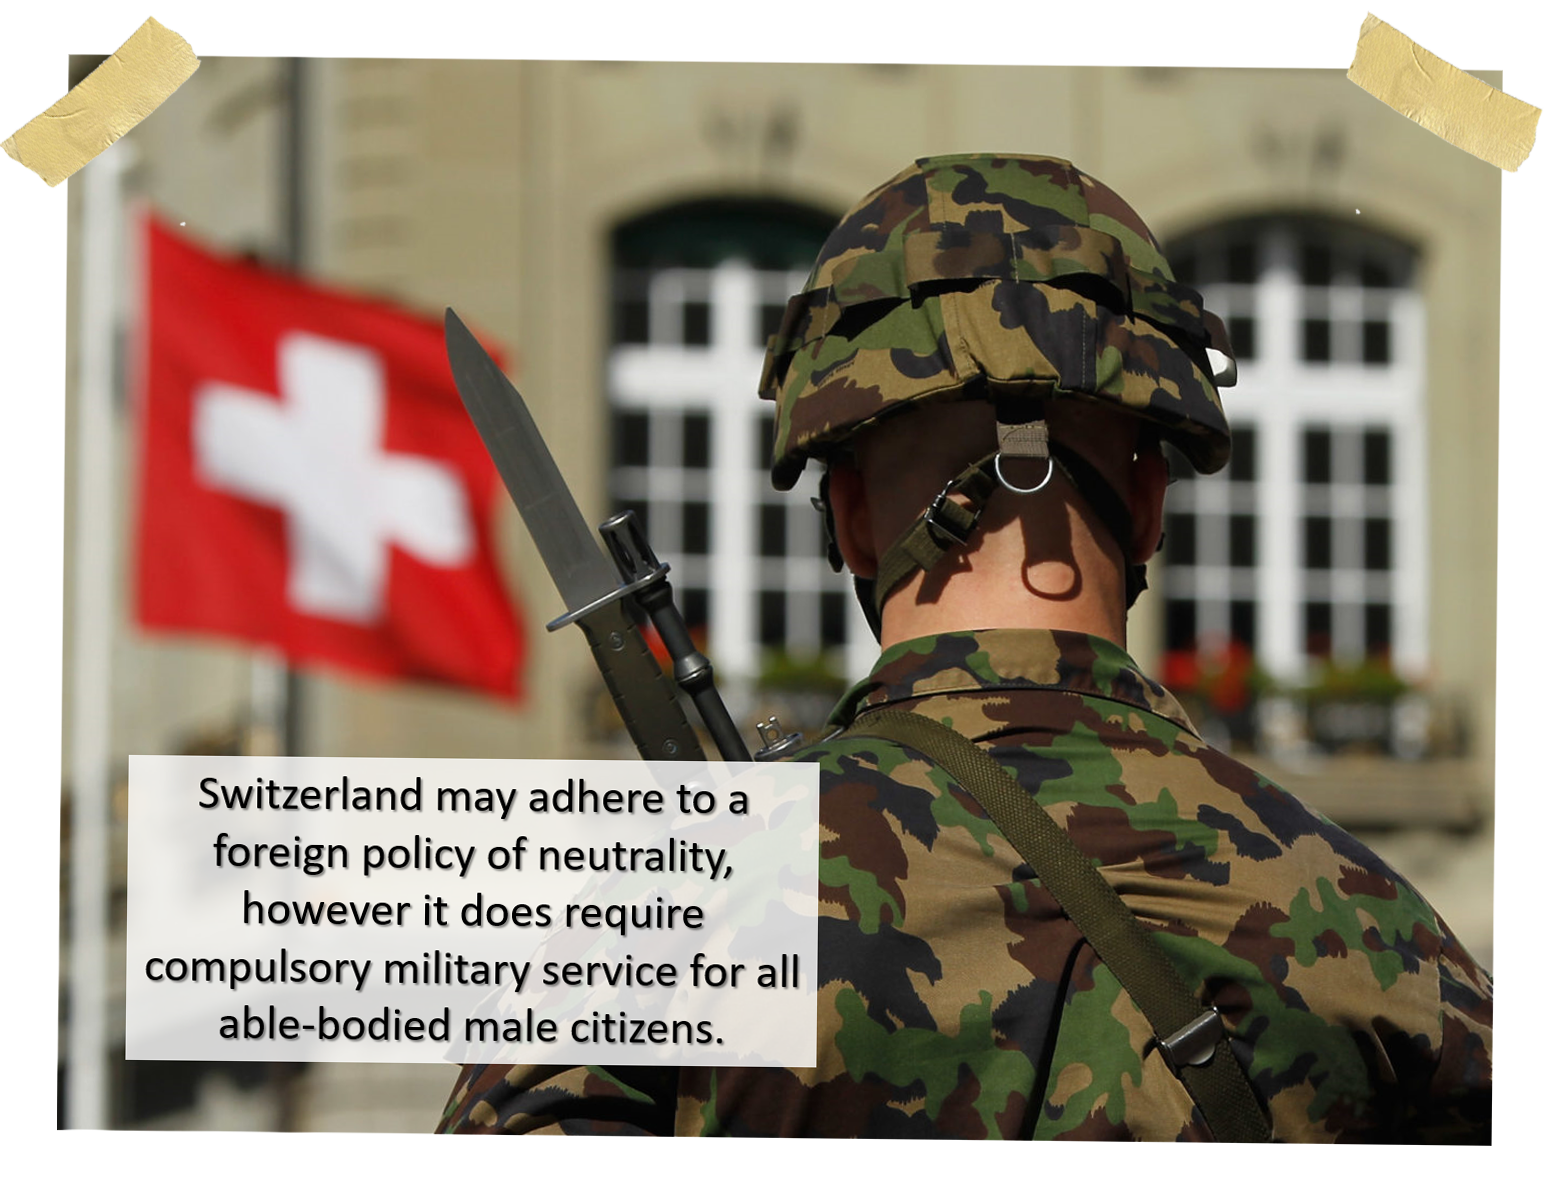 Switzerland may adhere to a
foreign policy of neutrality,
however it does require
compulsory military service for all
able-bodied male citizens.